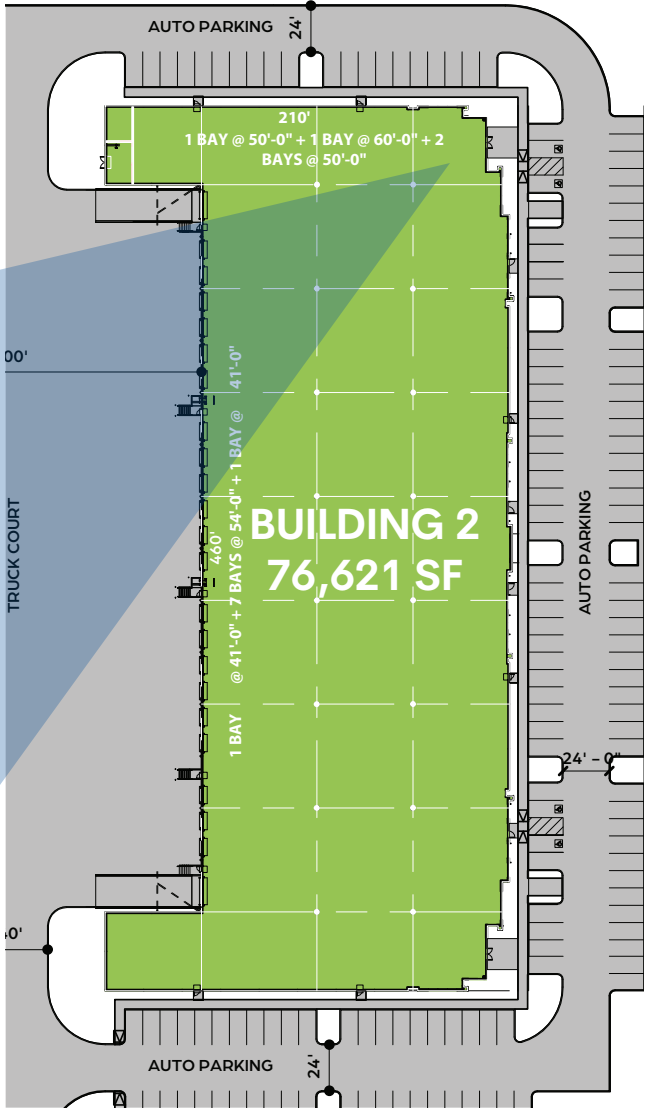 AUTO PARKING
24'
210'
1 BAY @ 50'-0" + 1 BAY @ 60'-0" + 2
BAYS @ 50'-0"
00'
460'
1 BAY @ 41'-0" + 7 BAYS @ 54'-0" + 1 BAY @ 41'-0"
TRUCK COURT
BUILDING 2
76,621 SF
AUTO PARKING
24' – 0"
40'
AUTO PARKING
24'